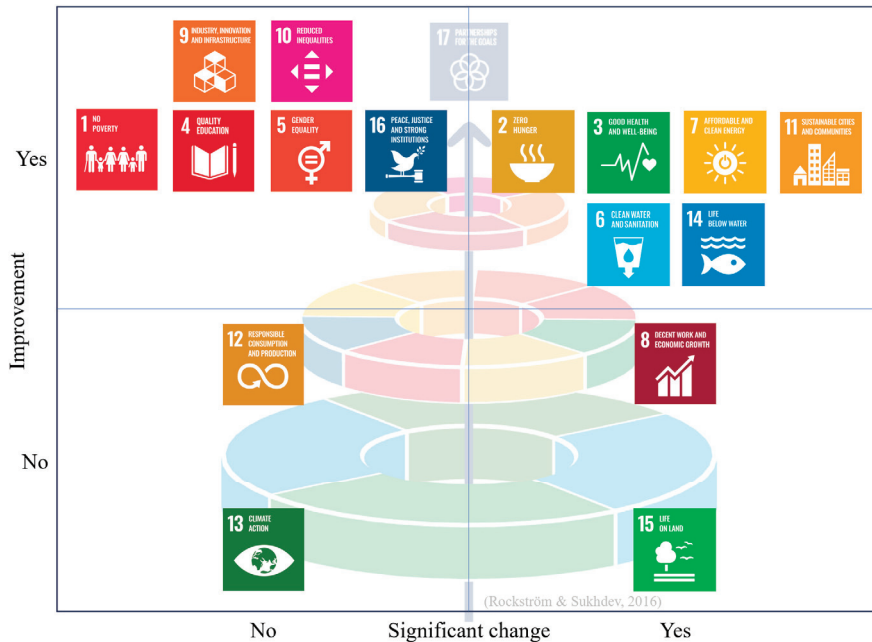 9 INDUSTRY, INNOVATION
AND INFRASTRUCTURE
10 REDUCED
INEQUALITIES
17 PARTNERSHIPS
FOR THE GOALS
1 NO
POVERTY
4 QUALITY
EDUCATION
5 GENDER
EQUALITY
16 PEACE, JUSTICE
AND STRONG
INSTITUTIONS
2 ZERO
HUNGER
3 GOOD HEALTH
AND WELL-BEING
7 AFFORDABLE AND
CLEAN ENERGY
11 SUSTAINABLE CITIES
AND COMMUNITIES
Yes
6 CLEAN WATER
AND SANITATION
14 LIFE
BELOW WATER
Improvement
12 RESPONSIBLE
CONSUMPTION
AND PRODUCTION
8 DECENT WORK AND
ECONOMIC GROWTH
No
13 CLIMATE
ACTION
15 LIFE
ON LAND
(Rockström & Sukhdev, 2016)
No
Significant change
Yes